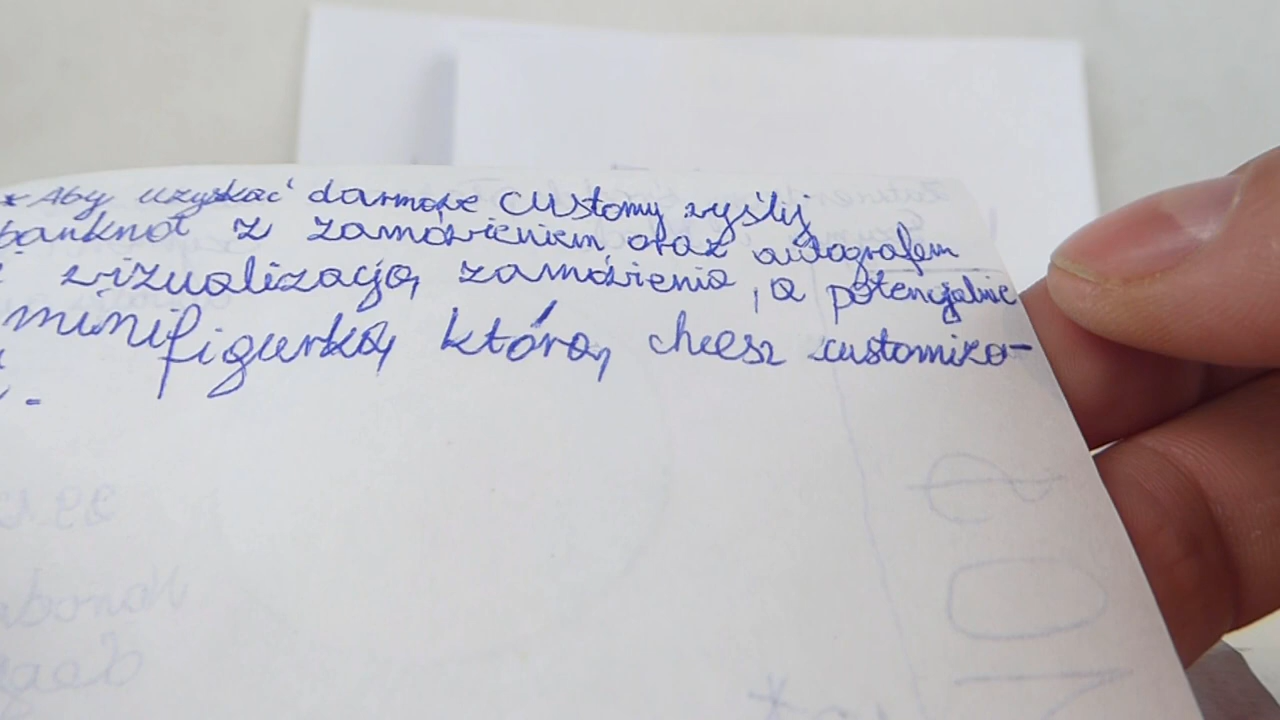 * Aby uzyskać darmowe customy wyślij
banknot z zamówieniem oraz autografem
i wizualizacją zamówienia, a potencjalnie
minifigurką, którą chcesz customizo-
ć.